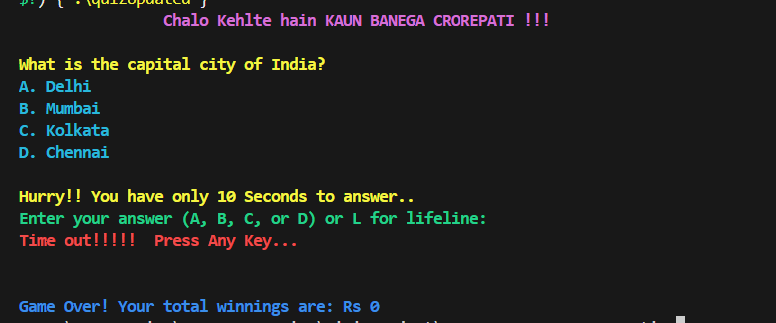 $?) { .\quizupdated }
Chalo Kehlte hain KAUN BANEGA CROREPATI !!!
What is the capital city of India?
A. Delhi
B. Mumbai
C. Kolkata
D. Chennai
Hurry!! You have only 10 Seconds to answer..
Enter your answer (A, B, C, or D) or L for lifeline:
Time out!!!!! Press Any Key...
Game Over! Your total winnings are: Rs 0